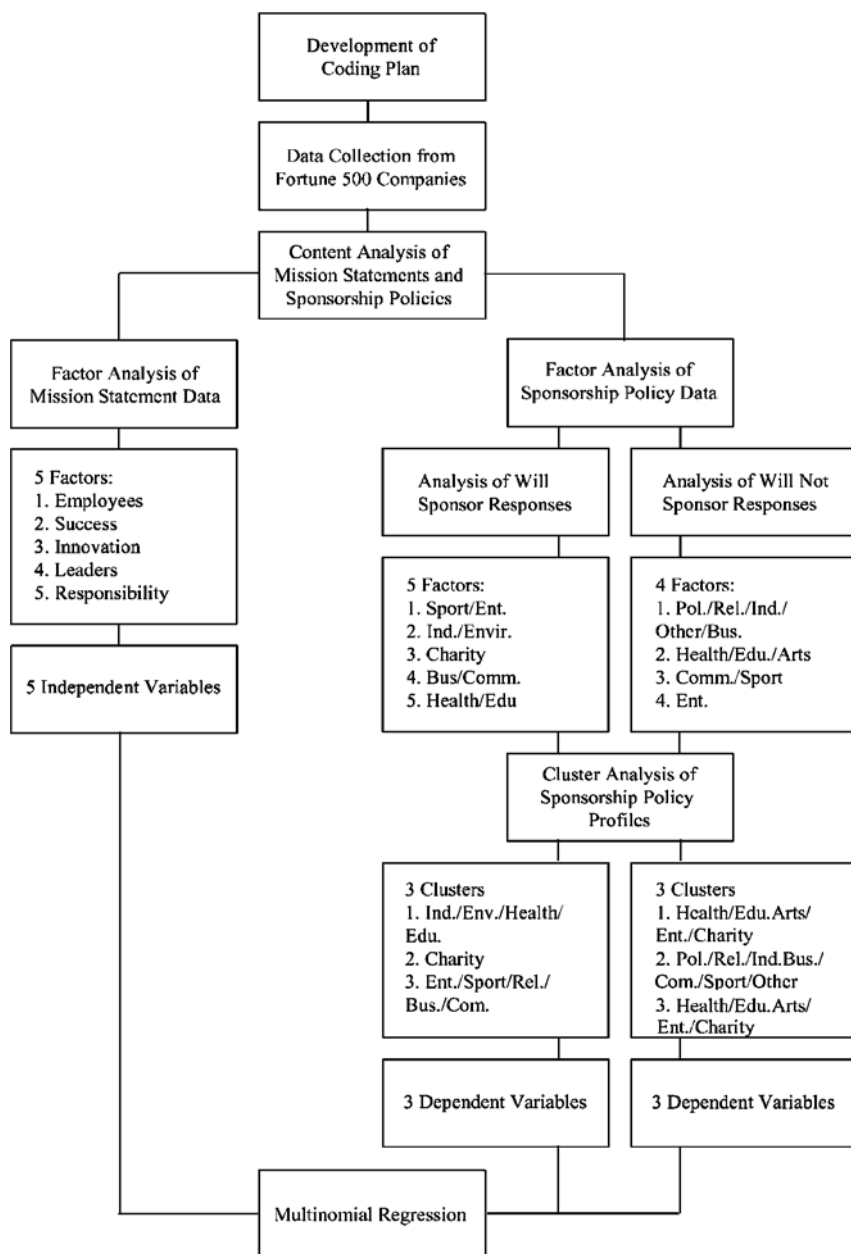 Development of
Coding Plan
Data Collection from
Fortune 500 Companies
Content Analysis of
Mission Statements and
Sponsorship Policies
Factor Analysis of
Mission Statement Data
Factor Analysis of
Sponsorship Policy Data
5 Factors:
1. Employees
2. Success
3. Innovation
4. Leaders
5. Responsibility
Analysis of Will
Sponsor Responses
Analysis of Will Not
Sponsor Responses
5 Factors:
1. Sport/Ent.
2. Ind./Envir.
3. Charity
4. Bus/Comm.
5. Health/Edu
4 Factors:
1. Pol./Rel./Ind./
Other/Bus.
2. Health/Edu./Arts
3. Comm./Sport
4. Ent.
5 Independent Variables
Cluster Analysis of
Sponsorship Policy
Profiles
3 Clusters
1. Ind./Env./Health/
Edu.
2. Charity
3. Ent./Sport/Rel./
Bus./Com.
3 Clusters
1. Health/Edu.Arts/
Ent./Charity
2. Pol./Rel./Ind.Bus./
Com./Sport/Other
3. Health/Edu.Arts/
Ent./Charity
3 Dependent Variables
3 Dependent Variables
Multinomial Regression